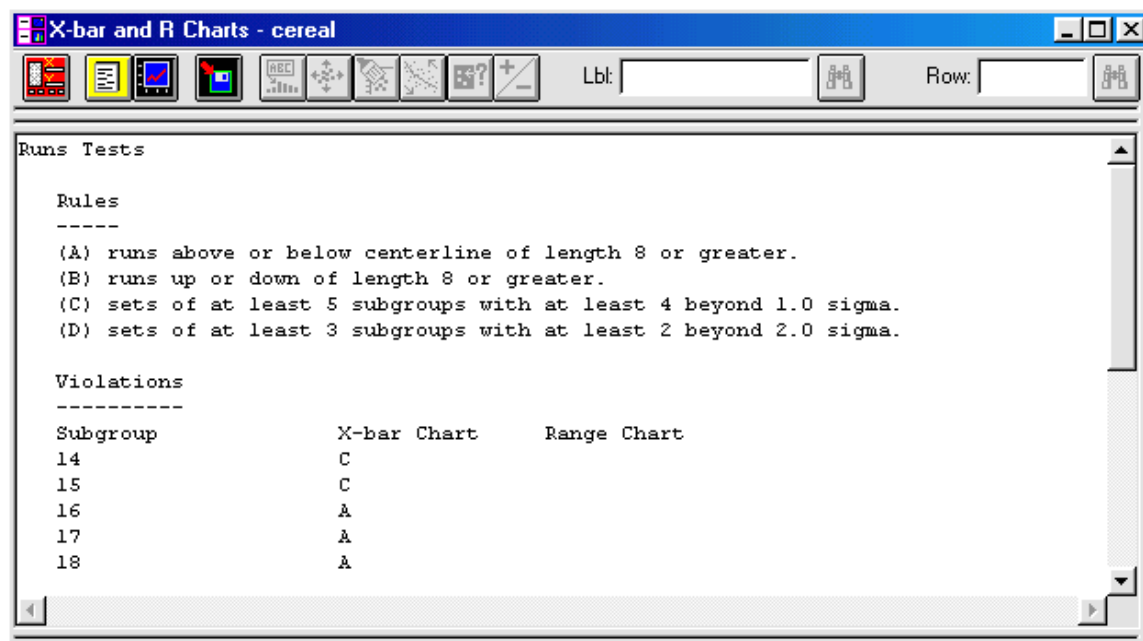 X-bar and R Charts - cereal
ABC
Lbl: Row:
Runs Tests
Rules
-----
(A) runs above or below centerline of length 8 or greater.
(B) runs up or down of length 8 or greater.
(C) sets of at least 5 subgroups with at least 4 beyond 1.0 sigma.
(D) sets of at least 3 subgroups with at least 2 beyond 2.0 sigma.
Violations
----------
Subgroup X-bar Chart Range Chart
14 C
15 C
16 A
17 A
18 A